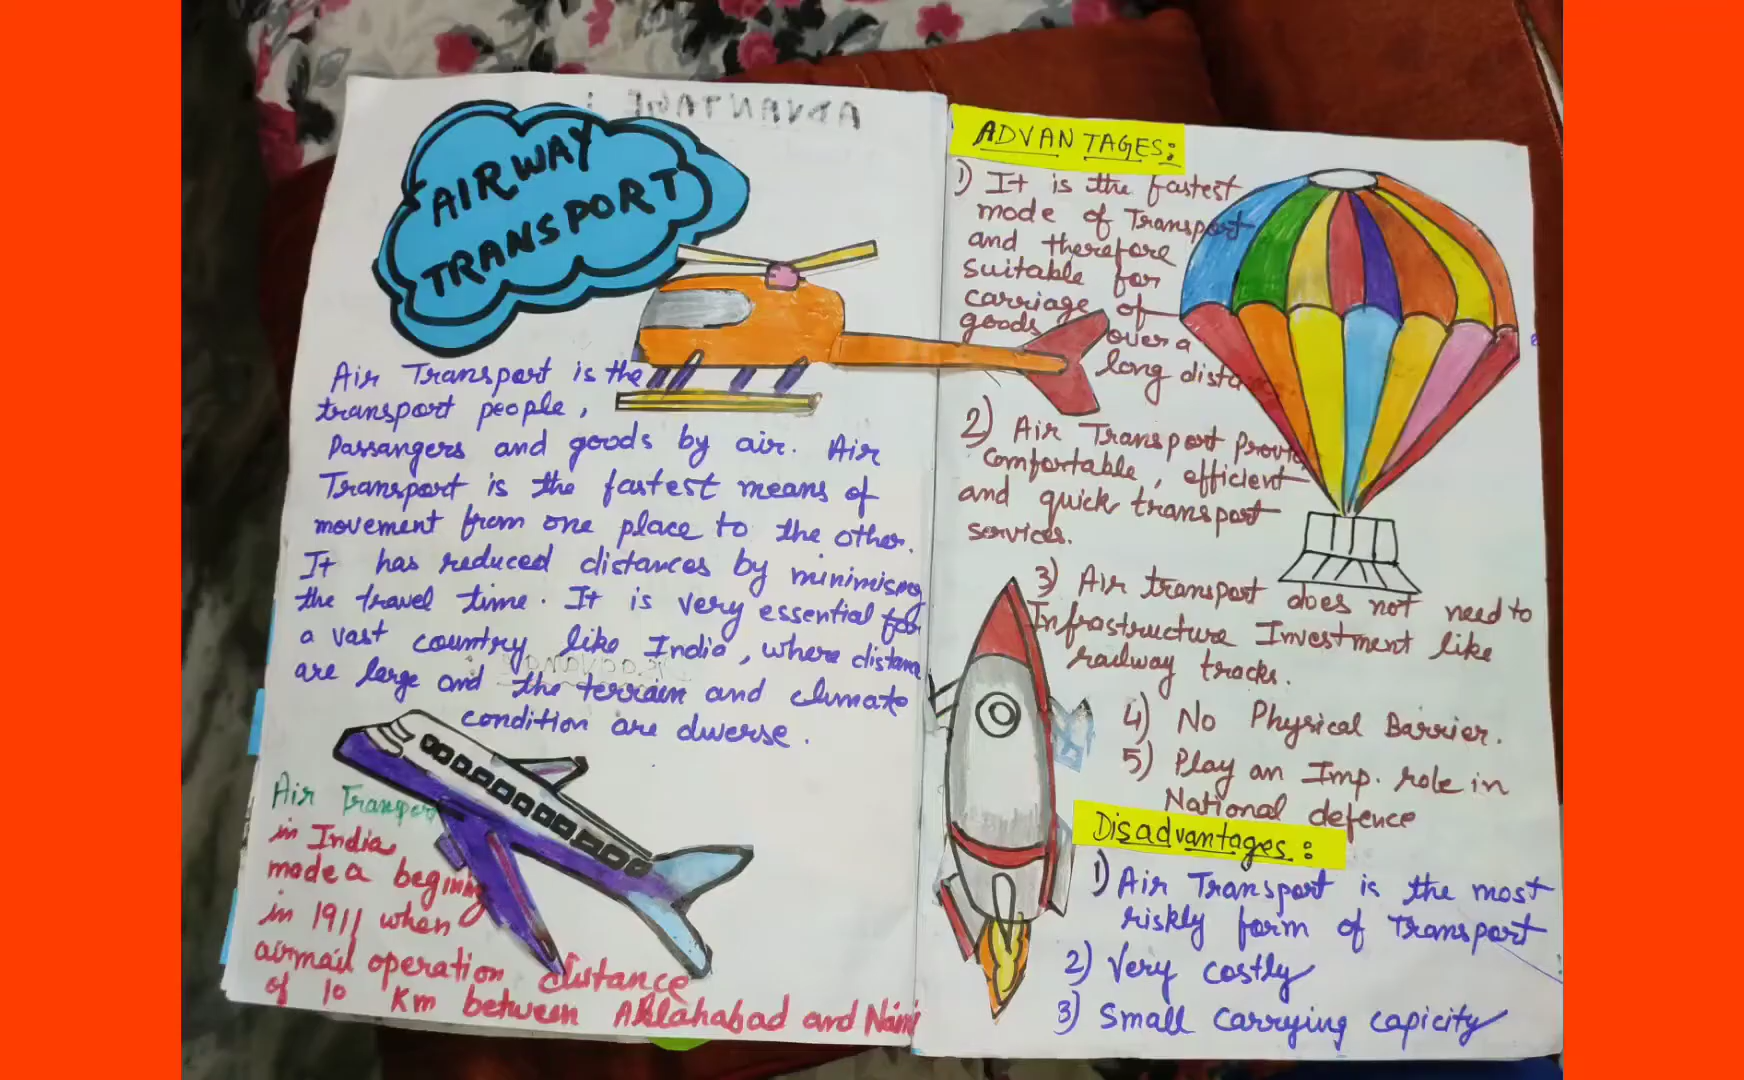 AIRWAY
TRANSPORT
Air Transport is the
transport people,
Passangers and goods by air. Air
Transport is the fastest means of
movement from one place to the other.
It has reduced distances by minimising
the travel time. It is very essential for
a vast country like India, where distanc
are large and the terrain and climate
condition are diverse.
Air Transport
in India
made a begining
in 1911 when
airmail operation distance
of 10 Km between Allahabad and Naini
ADVANTAGES:
1) It is the fastest
mode of Transport
and therefore
suitable for
carriage of
goods over a
long distan
2) Air Transport Provid
comfortable, efficient
and quick transport
services.
3) Air transport does not need to
Infrastructure Investment like
railway tracks.
4) No Physical Barrier.
5) Play an Imp. role in
National defence
Disadvantages:
1) Air Transport is the most
riskly form of Transport
2) Very costly
3) Small carrying capicity